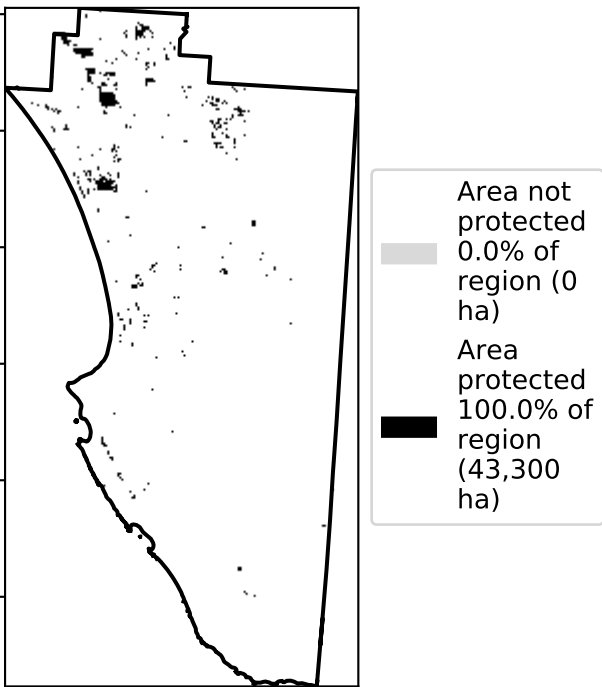 Area not
protected
0.0% of
region (0
ha)
Area
protected
100.0% of
region
(43,300
ha)